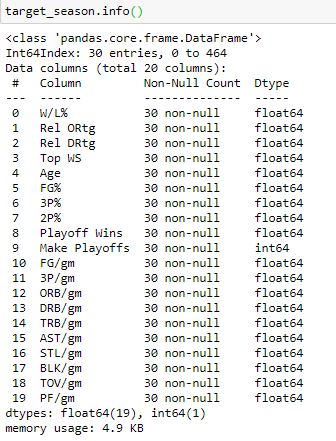 target_season.info()
<class 'pandas.core.frame.DataFrame'>
Int64Index: 30 entries, 0 to 464
Data columns (total 20 columns):
 #   Column         Non-Null Count  Dtype
---  ------         --------------  -----
 0   W/L%           30 non-null     float64
 1   Rel ORtg       30 non-null     float64
 2   Rel DRtg       30 non-null     float64
 3   Top WS         30 non-null     float64
 4   Age            30 non-null     float64
 5   FG%            30 non-null     float64
 6   3P%            30 non-null     float64
 7   2P%            30 non-null     float64
 8   Playoff Wins   30 non-null     float64
 9   Make Playoffs  30 non-null     int64
 10  FG/gm          30 non-null     float64
 11  3P/gm          30 non-null     float64
 12  ORB/gm         30 non-null     float64
 13  DRB/gm         30 non-null     float64
 14  TRB/gm         30 non-null     float64
 15  AST/gm         30 non-null     float64
 16  STL/gm         30 non-null     float64
 17  BLK/gm         30 non-null     float64
 18  TOV/gm         30 non-null     float64
 19  PF/gm          30 non-null     float64
dtypes: float64(19), int64(1)
memory usage: 4.9 KB